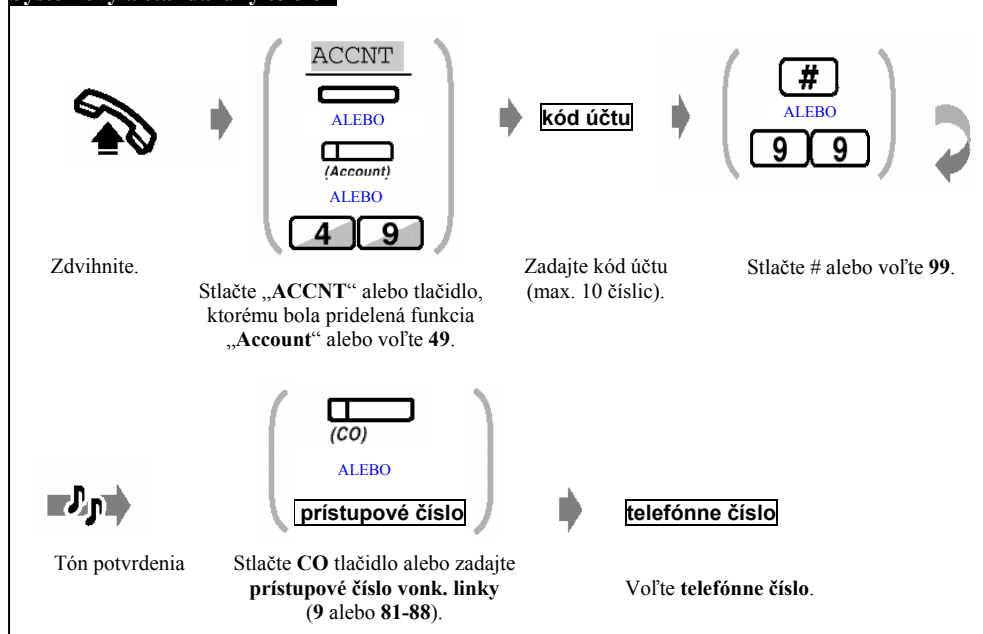 ACCNT
ALEBO
(Account)
ALEBO
4 9
kód účtu
#
ALEBO
9 9
Zdvihnite.
Stlačte „ACCNT“ alebo tlačidlo,
ktorému bola pridelená funkcia
„Account“ alebo voľte 49.
Zadajte kód účtu
(max. 10 číslic).
Stlačte # alebo voľte 99.
(CO)
ALEBO
prístupové číslo
telefónne číslo
Tón potvrdenia
Stlačte CO tlačidlo alebo zadajte
prístupové číslo vonk. linky
(9 alebo 81-88).
Voľte telefónne číslo.